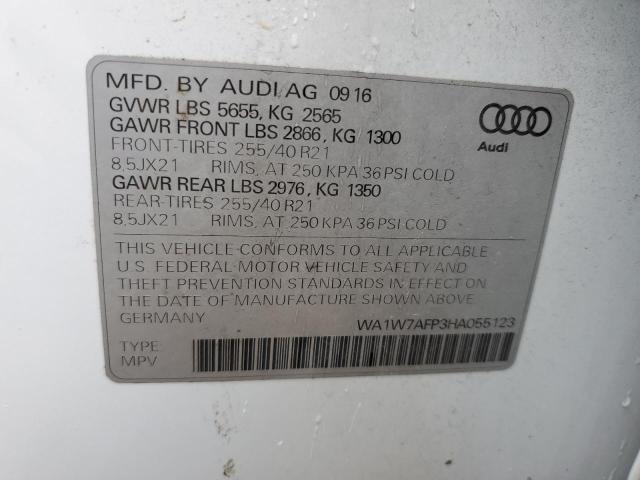 MFD. BY AUDI AG 09 16
GVWR LBS 5655, KG 2565
GAWR FRONT LBS 2866, KG 1300
FRONT-TIRES 255/40 R21
8,5JX21 RIMS, AT 250 KPA 36 PSI COLD
GAWR REAR LBS 2976, KG 1350
REAR-TIRES 255/40 R21
8,5JX21 RIMS, AT 250 KPA 36 PSI COLD
Audi
THIS VEHICLE CONFORMS TO ALL APPLICABLE
U.S. FEDERAL MOTOR VEHICLE SAFETY AND
THEFT PREVENTION STANDARDS IN EFFECT ON
THE DATE OF MANUFACTURE SHOWN ABOVE.
GERMANY
WA1W7AFP3HA055123
TYPE:
MPV